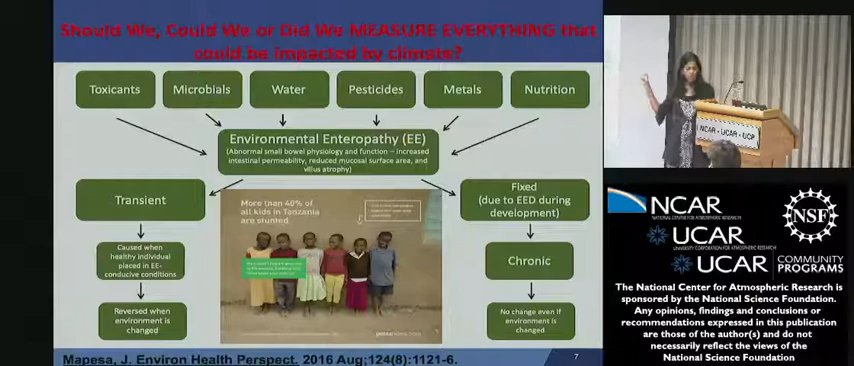 Should We, Could We or Did We MEASURE EVERYTHING that
could be impacted by climate?
Toxicants
Microbials
Water
Pesticides
Metals
Nutrition
Environmental Enteropathy (EE)
(Abnormal small bowel physiology and function – increased
intestinal permeability, reduced mucosal surface area, and
villus atrophy)
Transient
Fixed
(due to EED during
development)
More than 40% of
all kids in Tanzania
are stunted.
Caused when
healthy individual
placed in EE-
conducive conditions
Chronic
Reversed when
environment is
changed
No change even if
environment is
changed
Mapesa, J. Environ Health Perspect. 2016 Aug;124(8):1121-6.
7
NCAR - UCAR - UCP
NCAR
NATIONAL CENTER FOR ATMOSPHERIC RESEARCH
UCAR
UNIVERSITY CORPORATION FOR ATMOSPHERIC RESEARCH
UCAR
COMMUNITY
PROGRAMS
NSF
The National Center for Atmospheric Research is
sponsored by the National Science Foundation.
Any opinions, findings and conclusions or
recommendations expressed in this publication
are those of the author(s) and do not
necessarily reflect the views of the
National Science Foundation